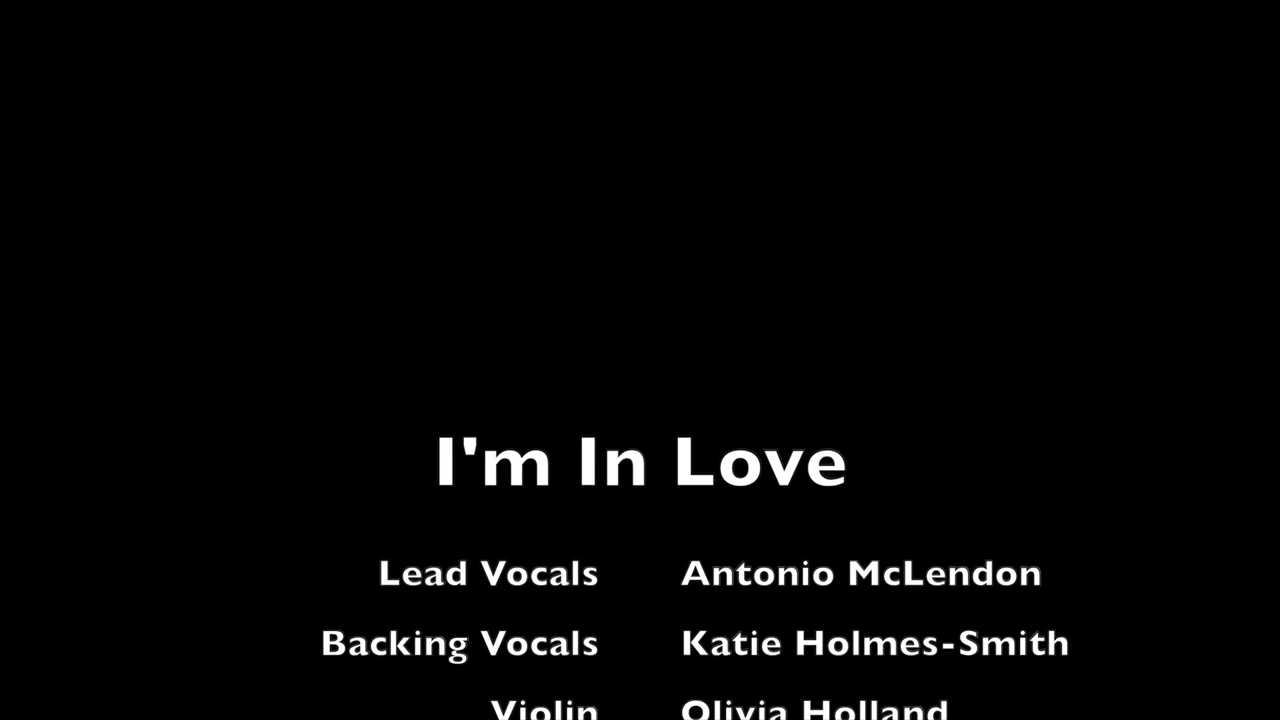 I'm In Love
Lead Vocals Antonio McLendon
Backing Vocals Katie Holmes-Smith
Violin Olivia Holland